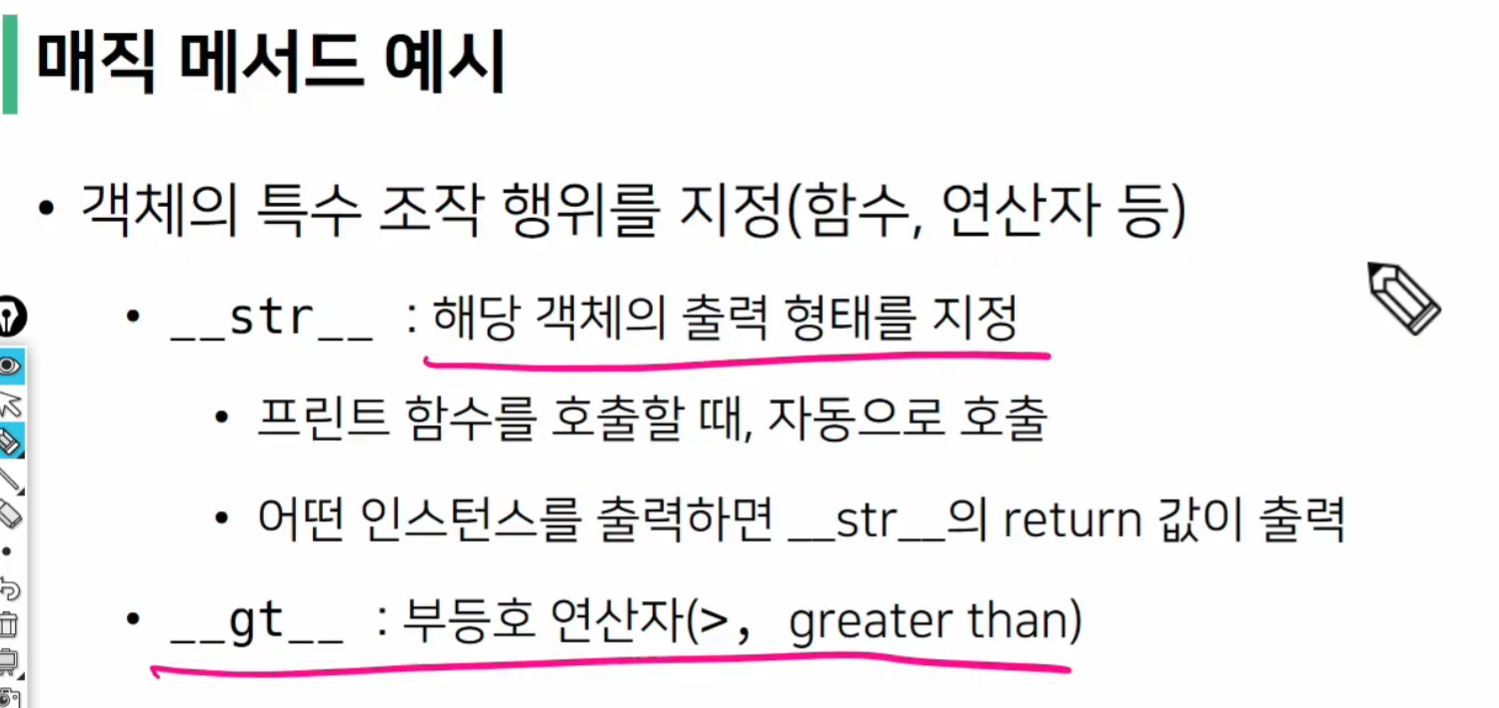 매직 메서드 예시
• 객체의 특수 조작 행위를 지정(함수, 연산자 등)
• __str__ : 해당 객체의 출력 형태를 지정
• 프린트 함수를 호출할 때, 자동으로 호출
• 어떤 인스턴스를 출력하면 __str__의 return 값이 출력
• __gt__ : 부등호 연산자(>, greater than)